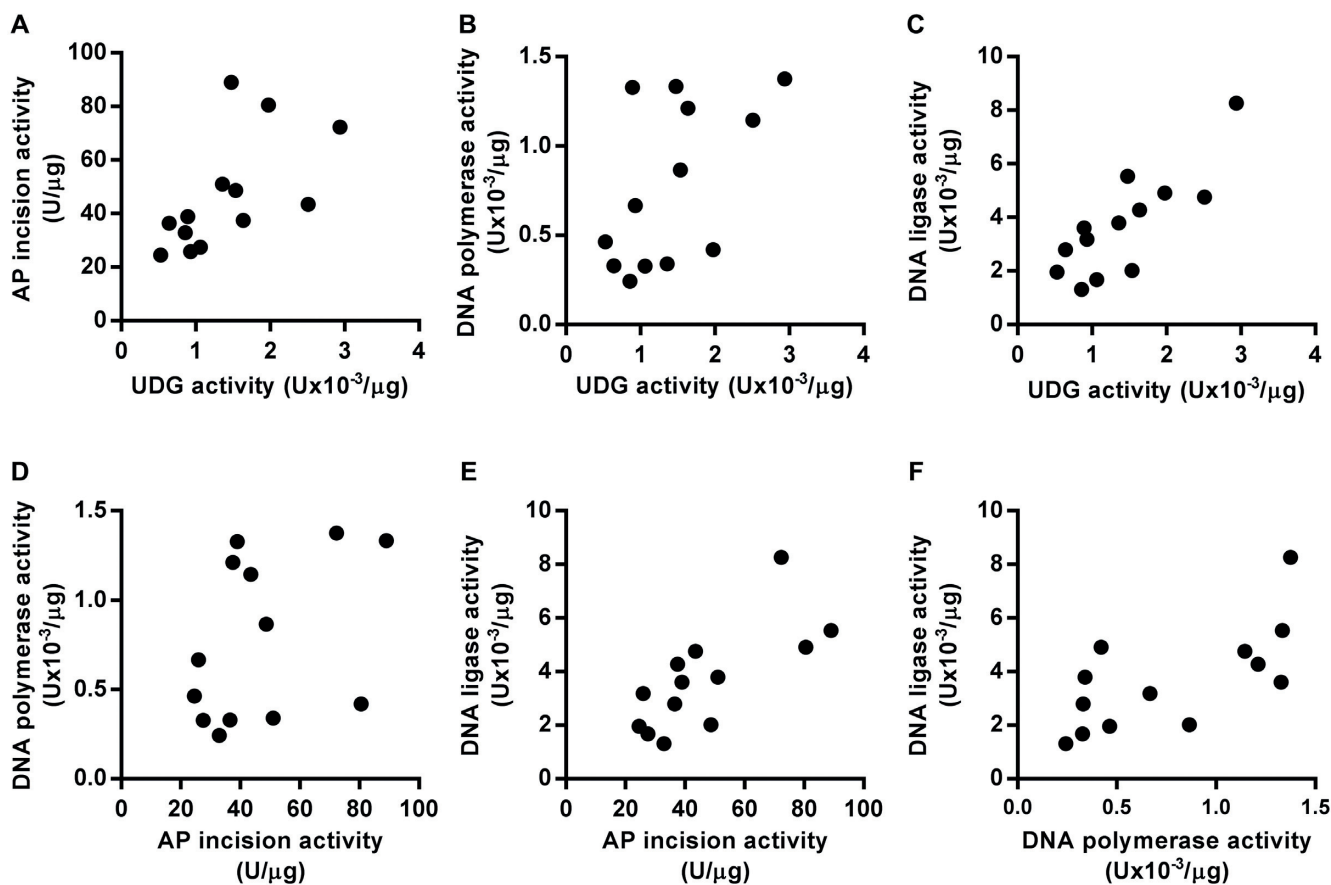 A
AP incision activity
(U/μg)
100
80
60
40
20
0
0 1 2 3 4
UDG activity (Ux10⁻³/μg)
B
DNA polymerase activity
(Ux10⁻³/μg)
1.5
1.0
0.5
0.0
0 1 2 3 4
UDG activity (Ux10⁻³/μg)
C
DNA ligase activity
(Ux10⁻³/μg)
10
8
6
4
2
0
0 1 2 3 4
UDG activity (Ux10⁻³/μg)
D
DNA polymerase activity
(Ux10⁻³/μg)
1.5
1.0
0.5
0.0
0 20 40 60 80 100
AP incision activity
(U/μg)
E
DNA ligase activity
(Ux10⁻³/μg)
10
8
6
4
2
0
0 20 40 60 80 100
AP incision activity
(U/μg)
F
DNA ligase activity
(Ux10⁻³/μg)
10
8
6
4
2
0
0.0 0.5 1.0 1.5
DNA polymerase activity
(Ux10⁻³/μg)